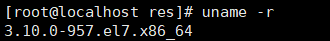 [root@localhost res]# uname -r
3.10.0-957.el7.x86_64